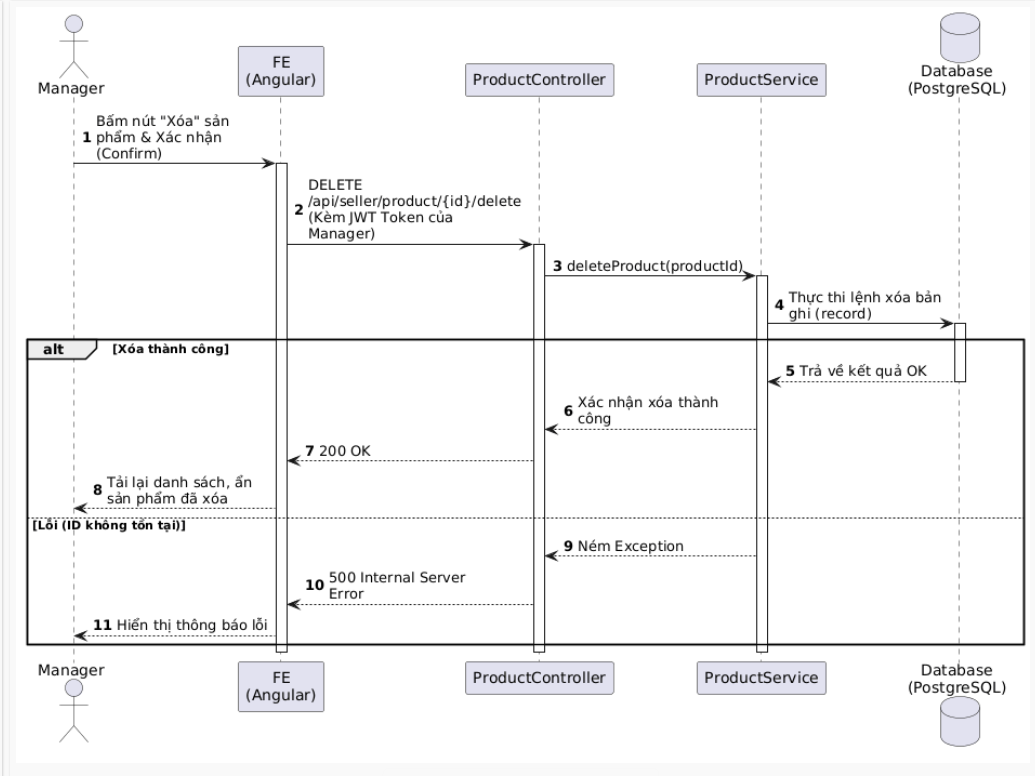 Manager
FE
(Angular)
ProductController
ProductService
Database
(PostgreSQL)
1 Bấm nút "Xóa" sản
phẩm & Xác nhận
(Confirm)
2 DELETE
/api/seller/product/{id}/delete
(Kèm JWT Token của
Manager)
3 deleteProduct(productId)
4 Thực thi lệnh xóa bản
ghi (record)
alt [Xóa thành công]
5 Trả về kết quả OK
6 Xác nhận xóa thành
công
7 200 OK
8 Tải lại danh sách, ẩn
sản phẩm đã xóa
[Lỗi (ID không tồn tại)]
9 Ném Exception
10 500 Internal Server
Error
11 Hiển thị thông báo lỗi
Manager
FE
(Angular)
ProductController
ProductService
Database
(PostgreSQL)